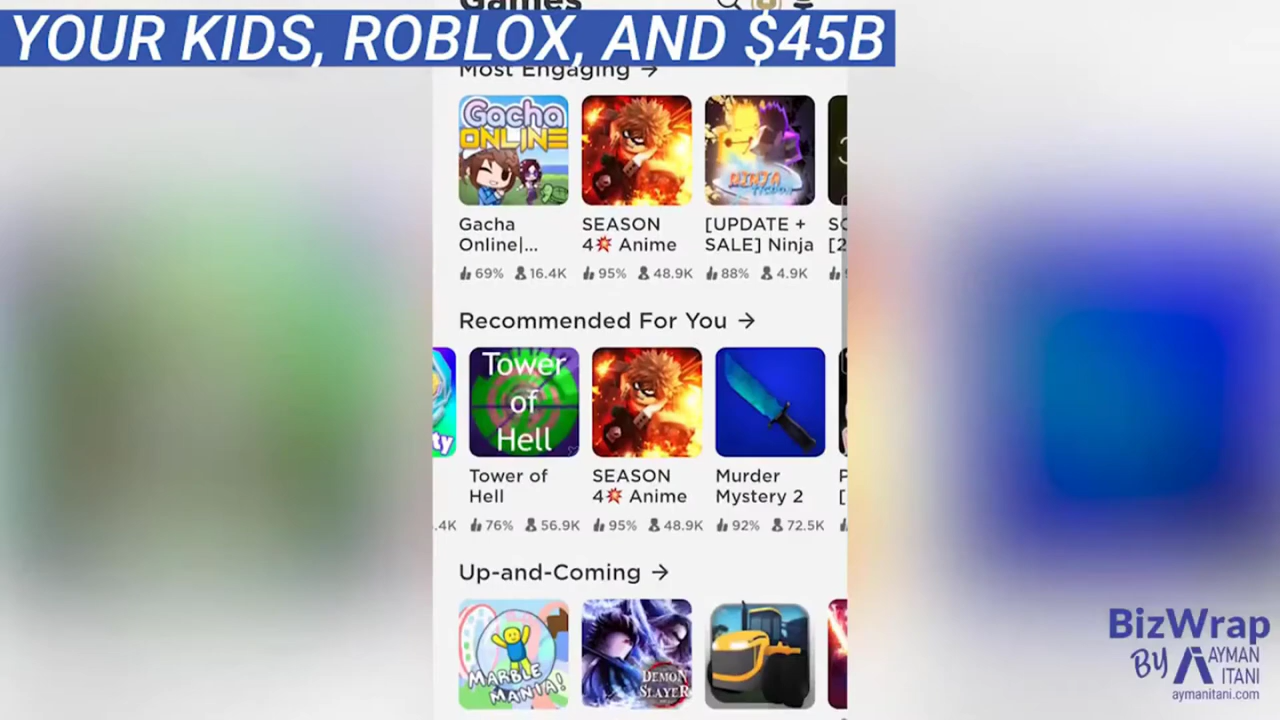 Games
YOUR KIDS, ROBLOX, AND $45B
Most Engaging →
Gacha
ONLINE
NINJA
Gacha
Online|...
69% 16.4K
SEASON
4💥 Anime
95% 48.9K
[UPDATE +
SALE] Ninja
88% 4.9K
Recommended For You →
ty
Tower
of
Hell
.4K
Tower of
Hell
76% 56.9K
SEASON
4💥 Anime
95% 48.9K
Murder
Mystery 2
92% 72.5K
Up-and-Coming →
MARBLE
MANIA!
DEMON
SLAYER
BizWrap
BY AYMAN
ITANI
aymanitani.com